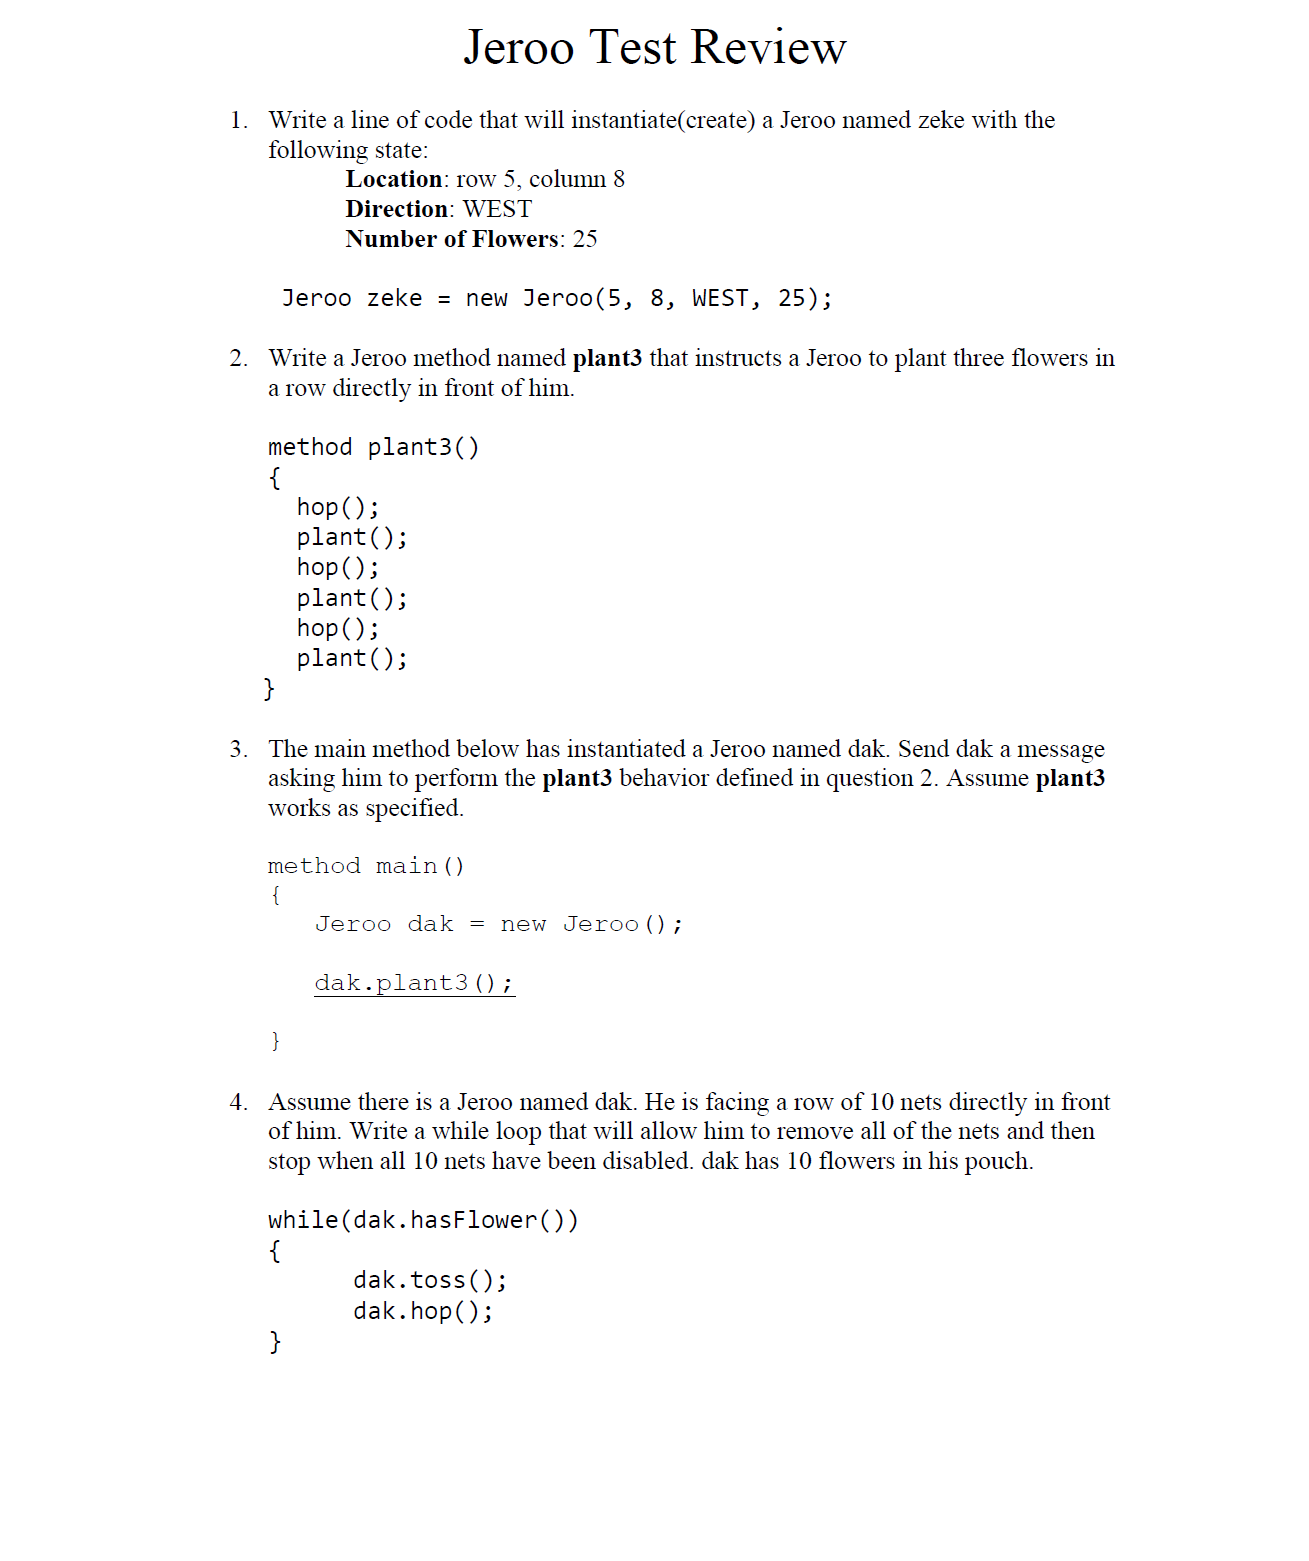 Jeroo Test Review
1. Write a line of code that will instantiate(create) a Jeroo named zeke with the
following state:
Location: row 5, column 8
Direction: WEST
Number of Flowers: 25
Jeroo zeke = new Jeroo(5, 8, WEST, 25);
2. Write a Jeroo method named plant3 that instructs a Jeroo to plant three flowers in
a row directly in front of him.
method plant3()
{
hop();
plant();
hop();
plant();
hop();
plant();
}
3. The main method below has instantiated a Jeroo named dak. Send dak a message
asking him to perform the plant3 behavior defined in question 2. Assume plant3
works as specified.
method main()
{
Jeroo dak = new Jeroo();
dak.plant3();
}
4. Assume there is a Jeroo named dak. He is facing a row of 10 nets directly in front
of him. Write a while loop that will allow him to remove all of the nets and then
stop when all 10 nets have been disabled. dak has 10 flowers in his pouch.
while(dak.hasFlower())
{
dak.toss();
dak.hop();
}